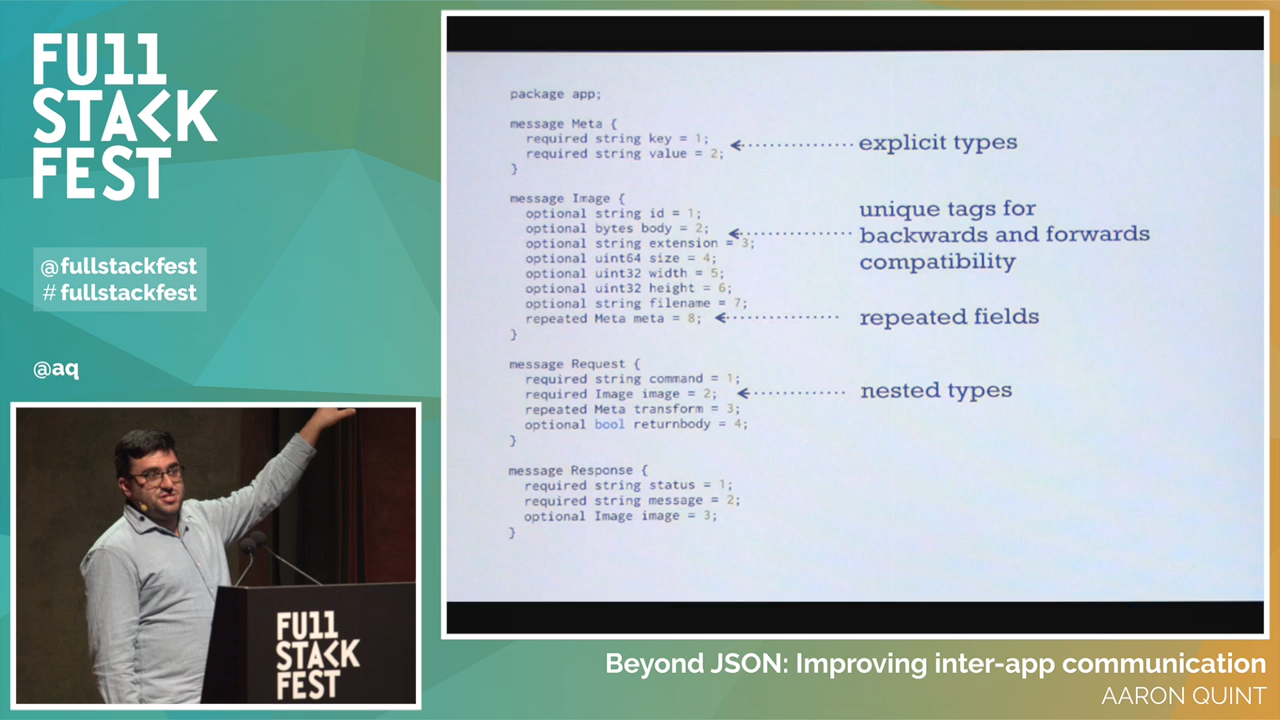 FU11
STACK
FEST
@fullstackfest
# fullstackfest
@aq
package app;
message Meta {
required string key = 1;
required string value = 2;
}
message Image {
optional string id = 1;
optional bytes body = 2;
optional string extension = 3;
optional uint64 size = 4;
optional uint32 width = 5;
optional uint32 height = 6;
optional string filename = 7;
repeated Meta meta = 8;
}
message Request {
required string command = 1;
required Image image = 2;
repeated Meta transform = 3;
optional bool returnbody = 4;
}
message Response {
required string status = 1;
required string message = 2;
optional Image image = 3;
}
explicit types
unique tags for
backwards and forwards
compatibility
repeated fields
nested types
FU11
STACK
FEST
Beyond JSON: Improving inter-app communication
AARON QUINT